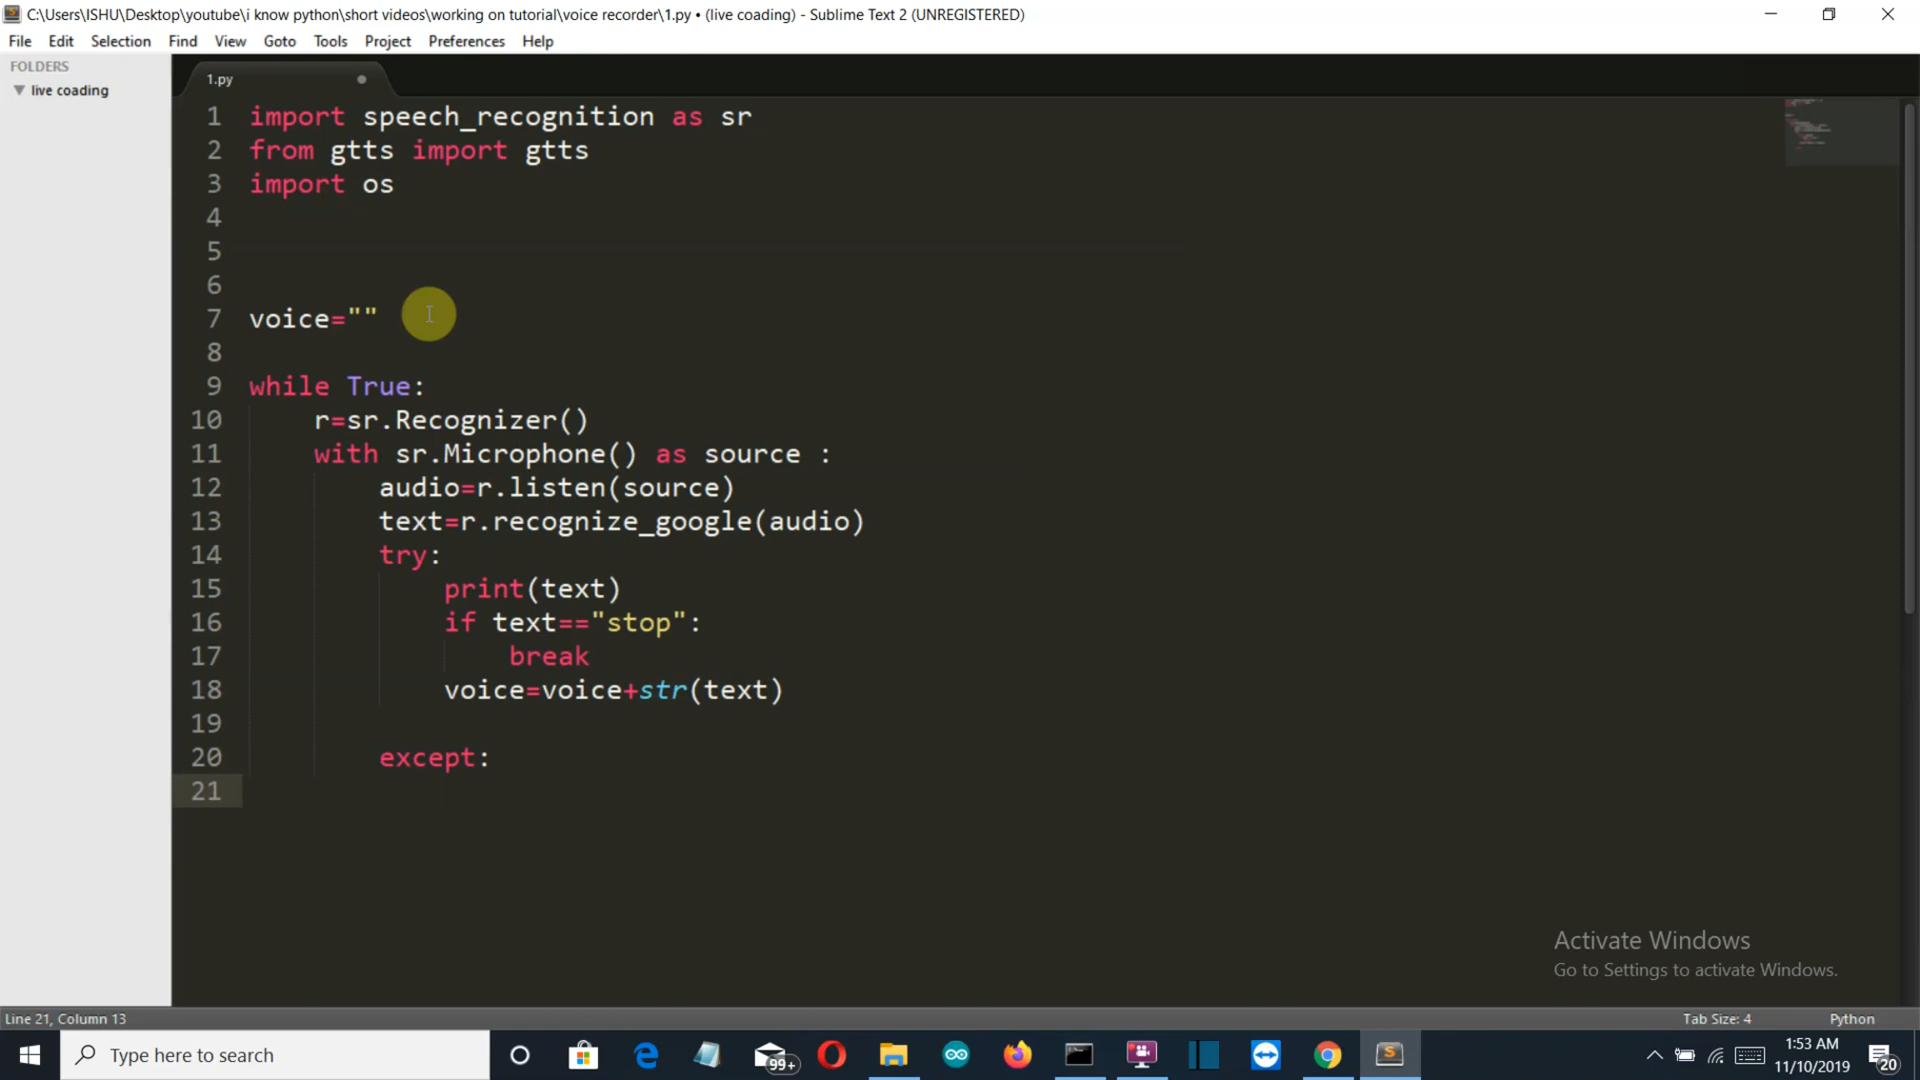 C:\Users\ISHU\Desktop\youtube\i know python\short videos\working on tutorial\voice recorder\1.py • (live coading) - Sublime Text 2 (UNREGISTERED)
File Edit Selection Find View Goto Tools Project Preferences Help
FOLDERS
live coading
1.py
1 import speech_recognition as sr
2 from gtts import gtts
3 import os
4
5
6
7 voice=""
8
9 while True:
10 r=sr.Recognizer()
11 with sr.Microphone() as source :
12 audio=r.listen(source)
13 text=r.recognize_google(audio)
14 try:
15 print(text)
16 if text=="stop":
17 break
18 voice=voice+str(text)
19
20 except:
21
Activate Windows
Go to Settings to activate Windows.
Line 21, Column 13
Tab Size: 4 Python
Type here to search
99+
1:53 AM
11/10/2019
20